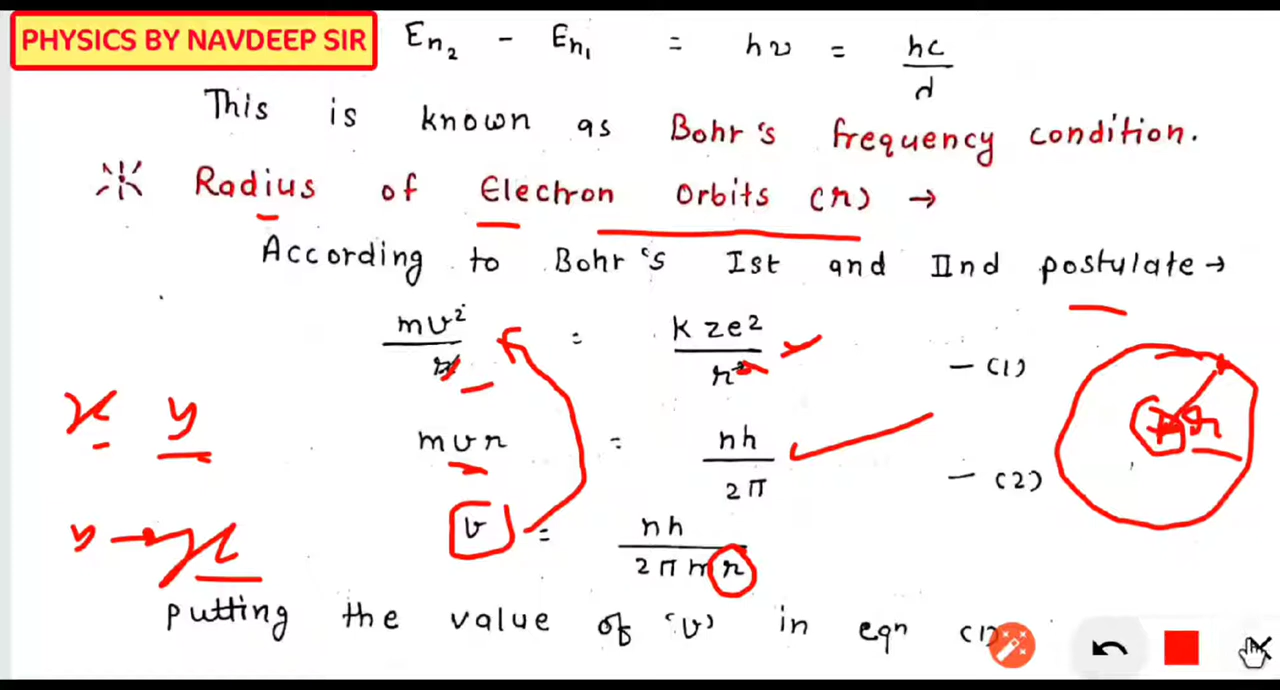 PHYSICS BY NAVDEEP SIR
En₂ - En₁ = hν = hc/d
This is known as Bohr's frequency condition.
Radius of Electron Orbits (r) →
According to Bohr's Ist and IInd postulate →
mv²/r = kze²/r² — (1)
x y
mvr = nh/2π — (2)
v = nh/2πmr
putting the value of 'v' in eqn (1)